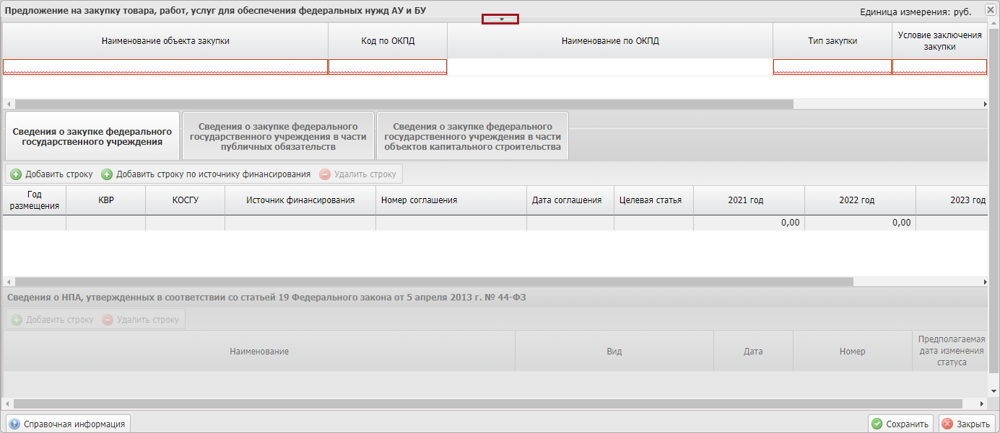 Предложение на закупку товара, работ, услуг для обеспечения федеральных нужд АУ и БУ
Единица измерения: руб.
Наименование объекта закупки
Код по ОКПД
Наименование по ОКПД
Тип закупки
Условие заключения
закупки
Сведения о закупке федерального
государственного учреждения
Сведения о закупке федерального
государственного учреждения в части
публичных обязательств
Сведения о закупке федерального
государственного учреждения в части
объектов капитального строительства
Добавить строку
Добавить строку по источнику финансирования
Удалить строку
Год
размещения
КВР
КОСГУ
Источник финансирования
Номер соглашения
Дата соглашения
Целевая статья
2021 год
2022 год
2023 год
0,00
0,00
Сведения о НПА, утвержденных в соответствии со статьей 19 Федерального закона от 5 апреля 2013 г. № 44-ФЗ
Добавить строку
Удалить строку
Наименование
Вид
Дата
Номер
Предполагаемая
дата изменения
статуса
Справочная информация
Сохранить
Закрыть